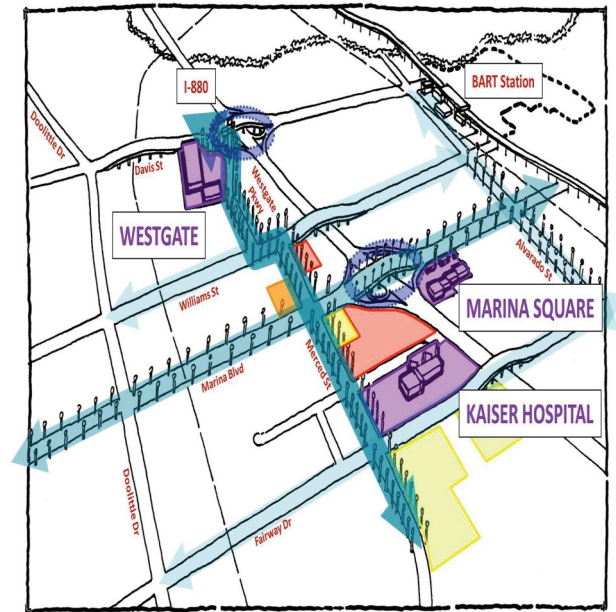 I-880
BART Station
Doolittle Dr
Davis St
Westgate
Pkwy
WESTGATE
Alvarado St
Williams St
MARINA SQUARE
Marina Blvd
Merced St
KAISER HOSPITAL
Doolittle Dr
Fairway Dr